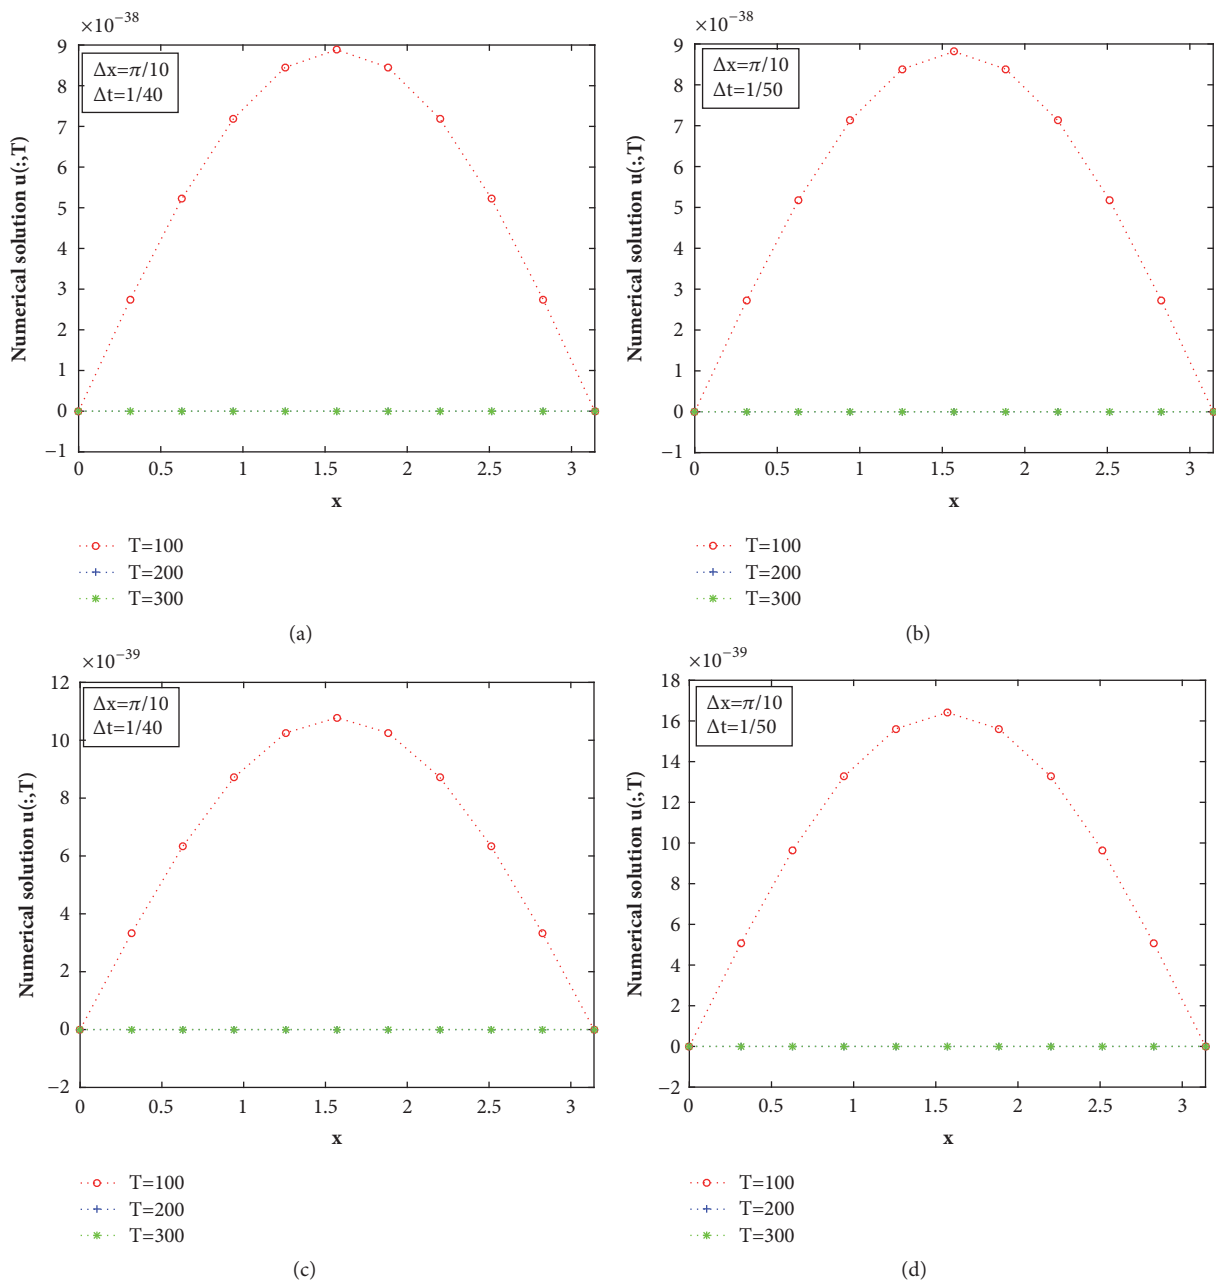 ×10⁻³⁸
9
8
7
6
5
4
3
2
1
0
−1
Numerical solution u(:,T)
Δx=π/10
Δt=1/40
0 0.5 1 1.5 2 2.5 3
x
T=100
T=200
T=300
(a)
×10⁻³⁸
9
8
7
6
5
4
3
2
1
0
−1
Numerical solution u(:,T)
Δx=π/10
Δt=1/50
0 0.5 1 1.5 2 2.5 3
x
T=100
T=200
T=300
(b)
×10⁻³⁹
12
10
8
6
4
2
0
−2
Numerical solution u(:,T)
Δx=π/10
Δt=1/40
0 0.5 1 1.5 2 2.5 3
x
T=100
T=200
T=300
(c)
×10⁻³⁹
18
16
14
12
10
8
6
4
2
0
−2
Numerical solution u(:,T)
Δx=π/10
Δt=1/50
0 0.5 1 1.5 2 2.5 3
x
T=100
T=200
T=300
(d)